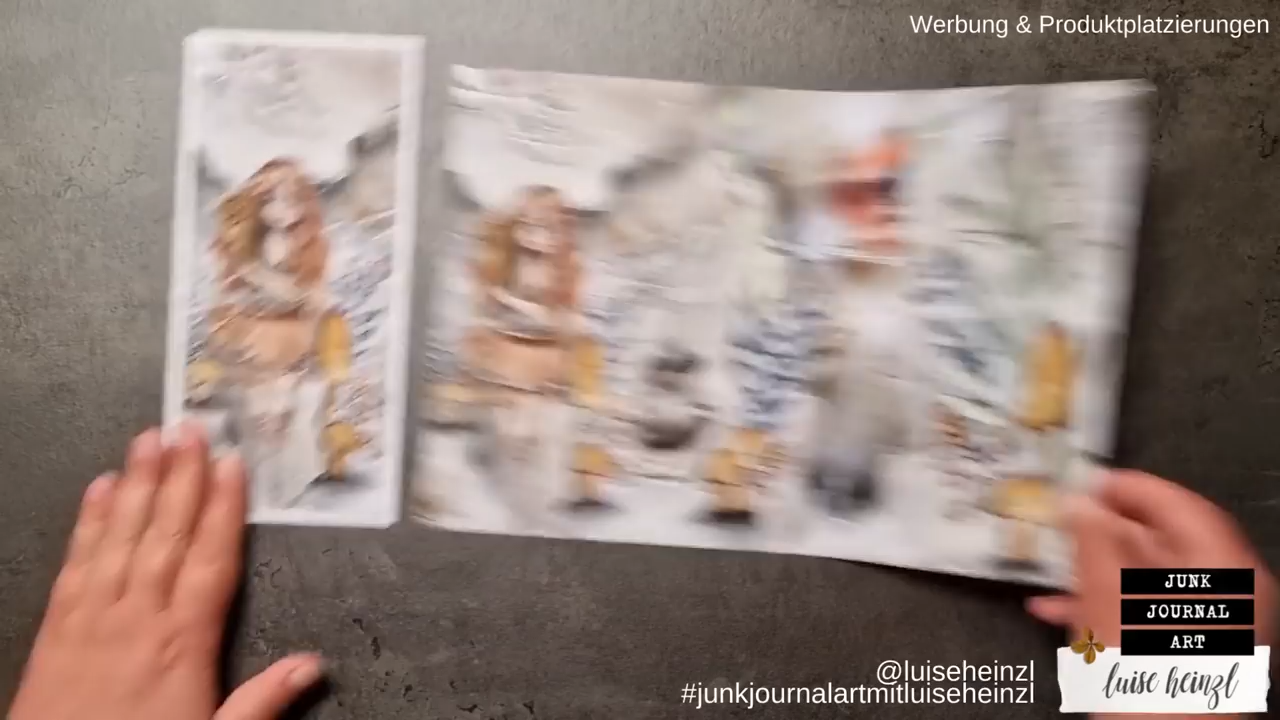 Werbung & Produktplatzierungen
JUNK
JOURNAL
ART
@luiseheinzl
#junkjournalartmitluiseheinzl
luise heinzl